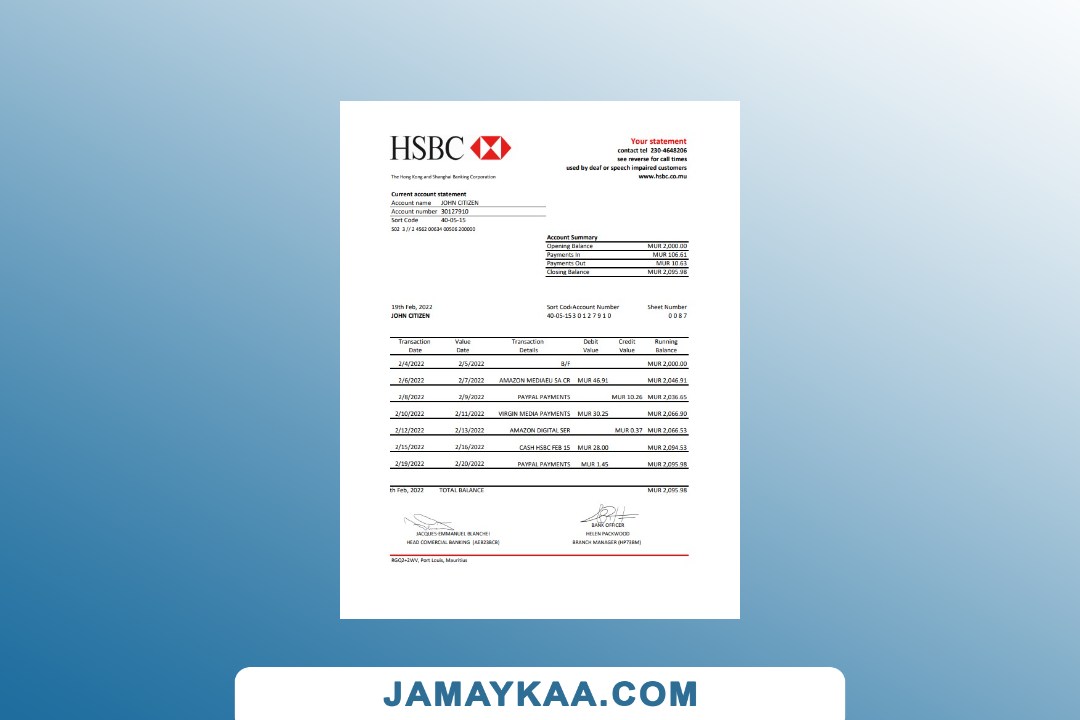 HSBC
The Hong Kong and Shanghai Banking Corporation
Your statement
contact tel 230-4648206
see reverse for call times
used by deaf or speech impaired customers
www.hsbc.co.mu
Current account statement
Account name JOHN CITIZEN
Account number 30127910
Sort Code 40-05-15
S02 3 // 2 4502 00034 00506 200000
Account Summary
Opening Balance MUR 2,000.00
Payments In MUR 106.61
Payments Out MUR 10.63
Closing Balance MUR 2,095.98
19th Feb, 2022 Sort Cod Account Number Sheet Number
JOHN CITIZEN 40-05-15 3 0 1 2 7 9 1 0 0 0 8 7
Transaction Value Transaction Debit Credit Running
Date Date Details Value Value Balance
2/4/2022 2/5/2022 B/F MUR 2,000.00
2/6/2022 2/7/2022 AMAZON MEDIAEU SA CR MUR 46.91 MUR 2,046.91
2/8/2022 2/9/2022 PAYPAL PAYMENTS MUR 10.26 MUR 2,036.65
2/10/2022 2/11/2022 VIRGIN MEDIA PAYMENTS MUR 30.25 MUR 2,066.90
2/12/2022 2/13/2022 AMAZON DIGITAL SER MUR 0.37 MUR 2,066.53
2/15/2022 2/16/2022 CASH HSBC FEB 15 MUR 28.00 MUR 2,094.53
2/19/2022 2/20/2022 PAYPAL PAYMENTS MUR 1.45 MUR 2,095.98
th Feb, 2022 TOTAL BALANCE MUR 2,095.98
BANK OFFICER
JACQUES-EMMANUEL BLANCHET HELEN PACKWOOD
HEAD COMERCIAL BANKING (AE823BCB) BRANCH MANAGER (HP738M)
RGQ2+2WV, Port Louis, Mauritius
JAMAYKAA.COM